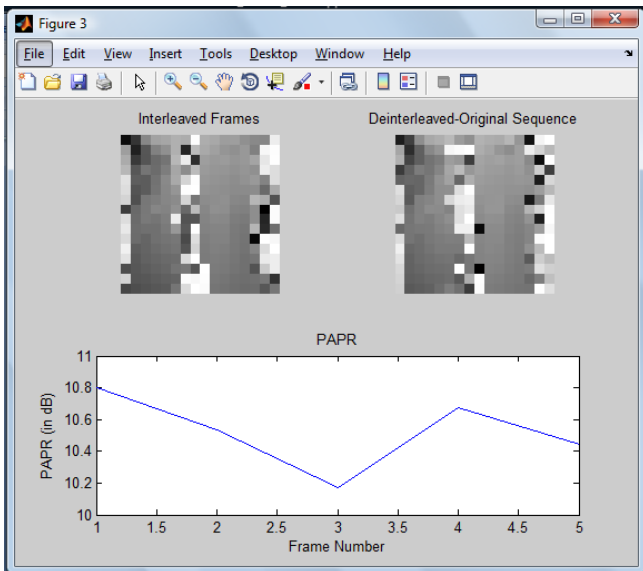 Figure 3
File Edit View Insert Tools Desktop Window Help
Interleaved Frames
Deinterleaved-Original Sequence
PAPR
11
10.8
10.6
10.4
10.2
10
PAPR (in dB)
1 1.5 2 2.5 3 3.5 4 4.5 5
Frame Number